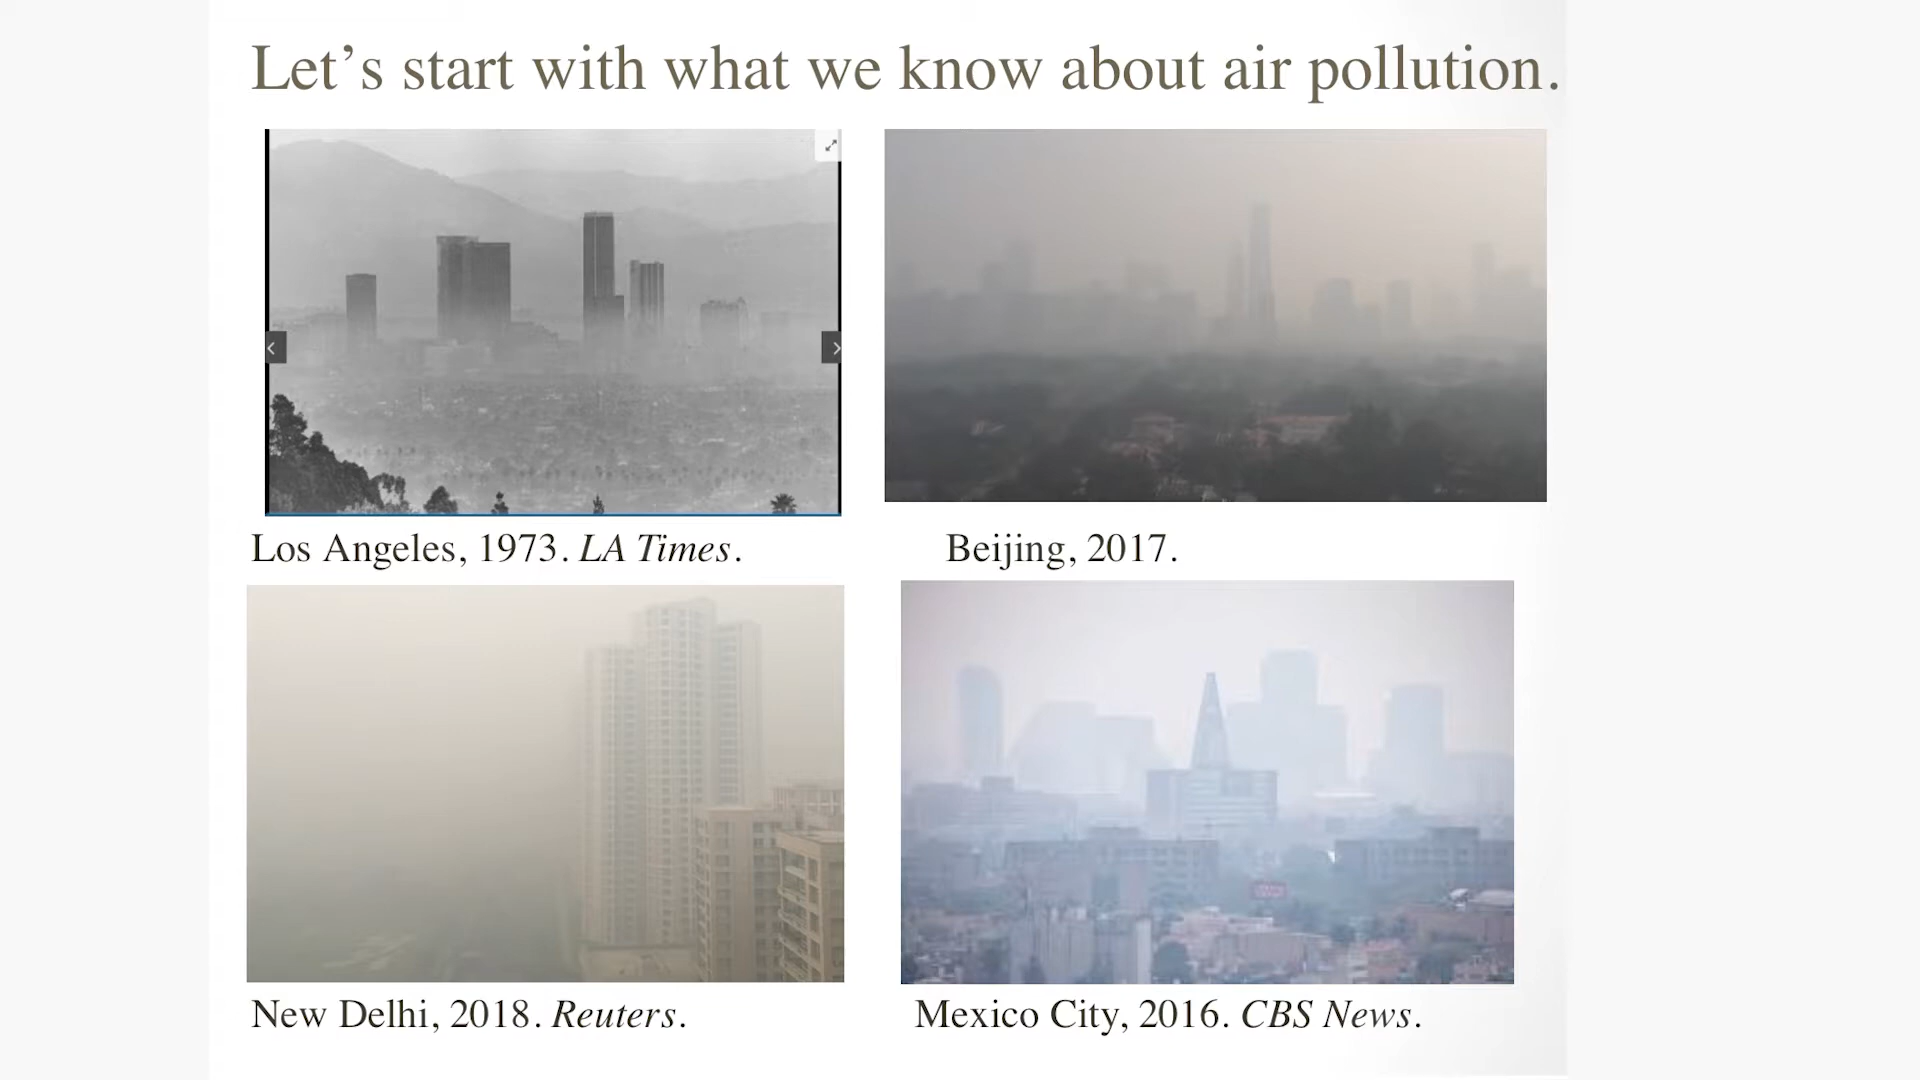 Let’s start with what we know about air pollution.
Los Angeles, 1973. LA Times.
Beijing, 2017.
New Delhi, 2018. Reuters.
Mexico City, 2016. CBS News.